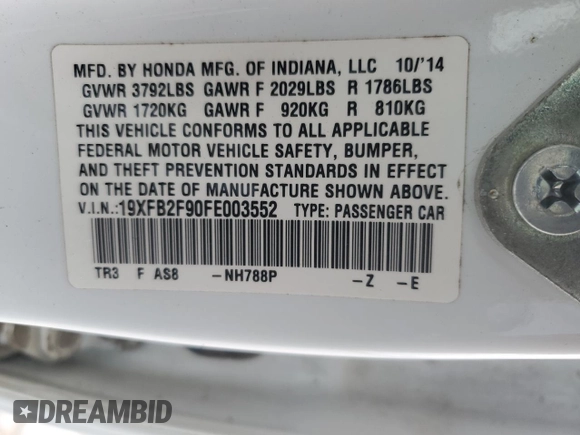 MFD. BY HONDA MFG. OF INDIANA, LLC 10/'14
GVWR 3792LBS GAWR F 2029LBS R 1786LBS
GVWR 1720KG GAWR F 920KG R 810KG
THIS VEHICLE CONFORMS TO ALL APPLICABLE
FEDERAL MOTOR VEHICLE SAFETY, BUMPER,
AND THEFT PREVENTION STANDARDS IN EFFECT
ON THE DATE OF MANUFACTURE SHOWN ABOVE.
V.I.N.:19XFB2F90FE003552 TYPE: PASSENGER CAR
TR3 F AS8 -NH788P -Z -E
DREAMBID